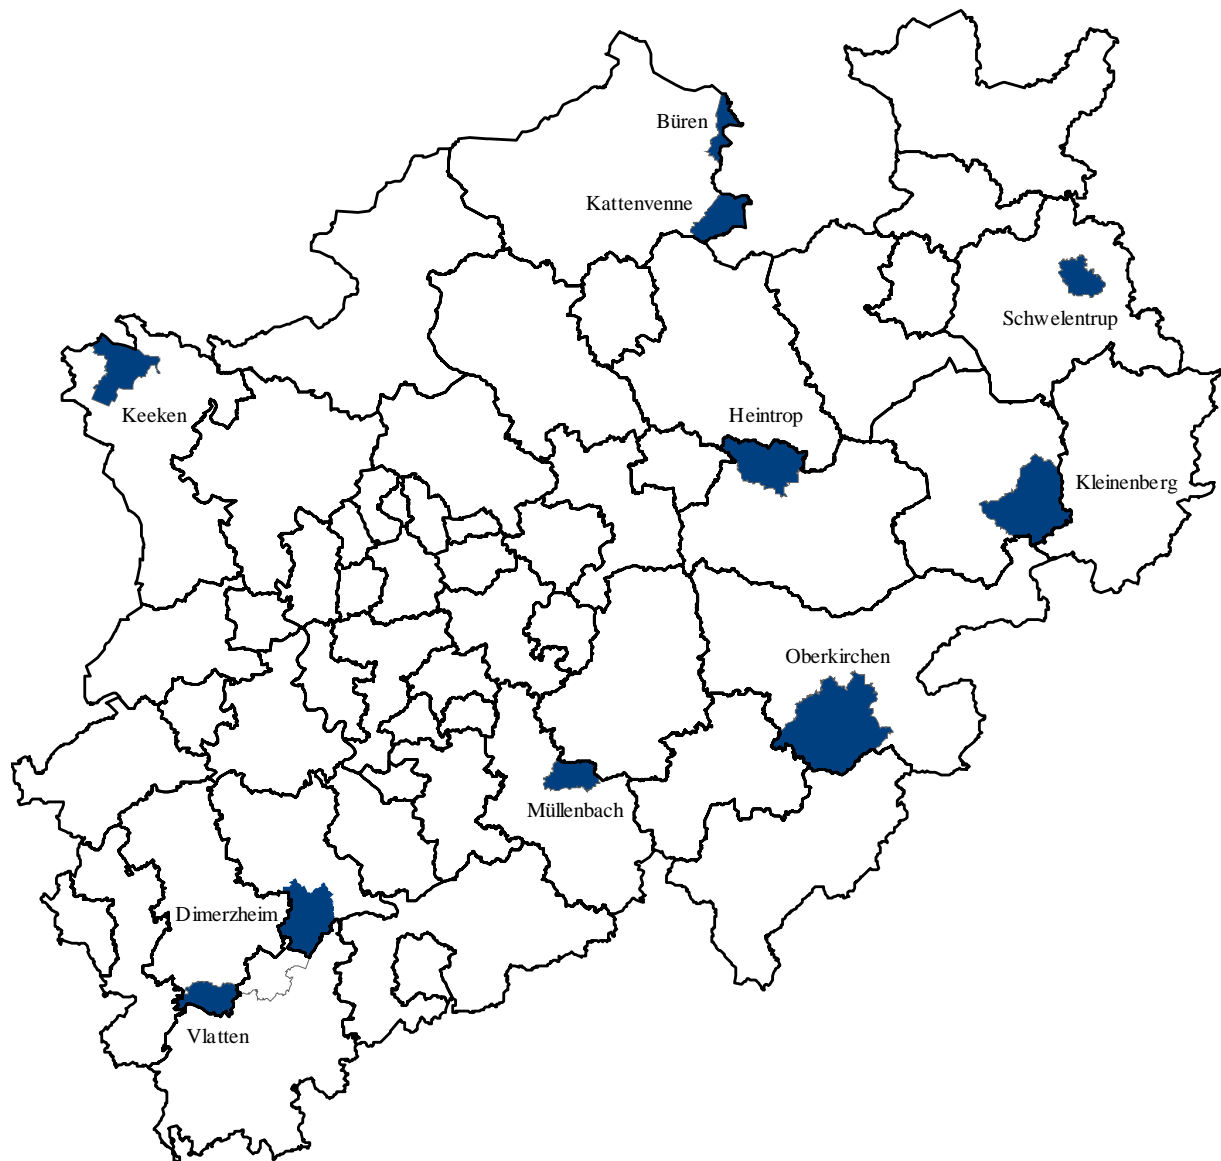 Büren
Kattenvenne
Schwelentrup
Keeken
Heintrop
Kleinenberg
Oberkirchen
Müllenbach
Dimerzheim
Vlatten